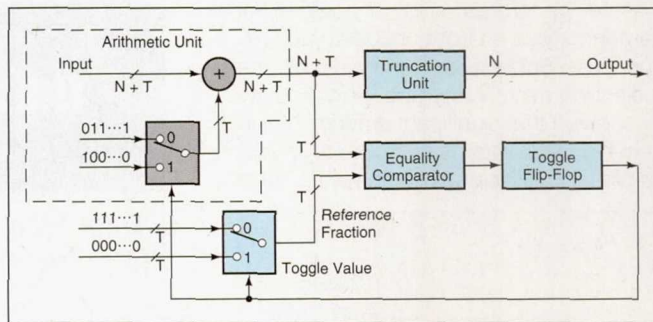 Arithmetic Unit
Input
N + T
+
N + T
N + T
Truncation
Unit
N
Output
T
011···1
0
100···0
1
T
Equality
Comparator
Toggle
Flip-Flop
T
Reference
Fraction
111···1
T
0
000···0
T
1
Toggle Value